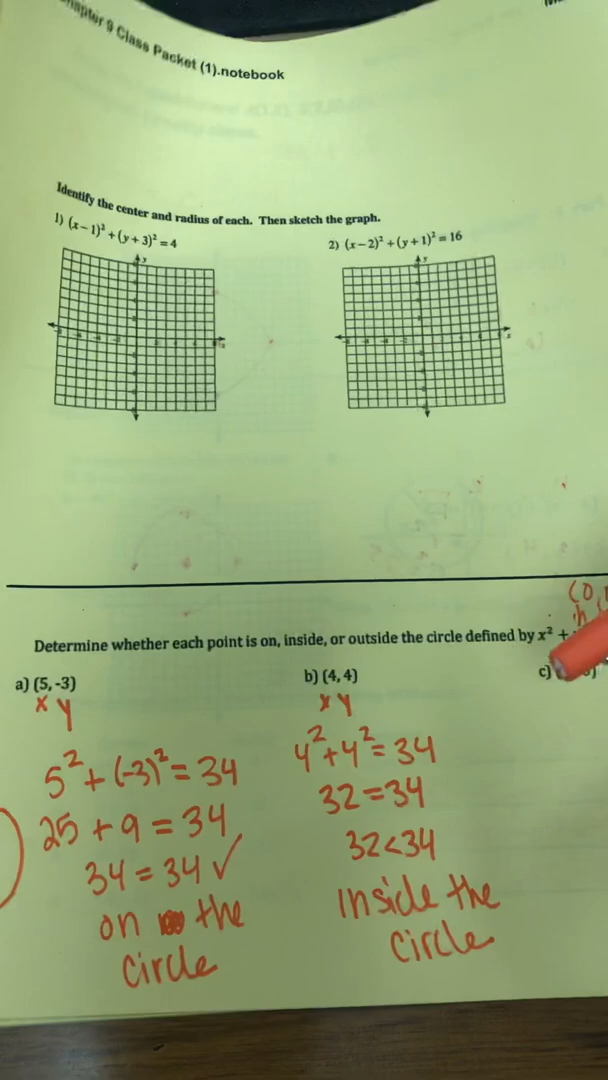 Chapter 9 Class Packet (1).notebook
Identify the center and radius of each. Then sketch the graph.
1) (x − 1)² + (y + 3)² = 4
2) (x − 2)² + (y + 1)² = 16
y
y
x
x
Determine whether each point is on, inside, or outside the circle defined by x² +
a) (5, -3)
b) (4, 4)
c)
x y
x y
5² + (-3)² = 34
4² + 4² = 34
25 + 9 = 34
32 = 34
34 = 34 ✓
32 < 34
on the
circle
inside the
circle